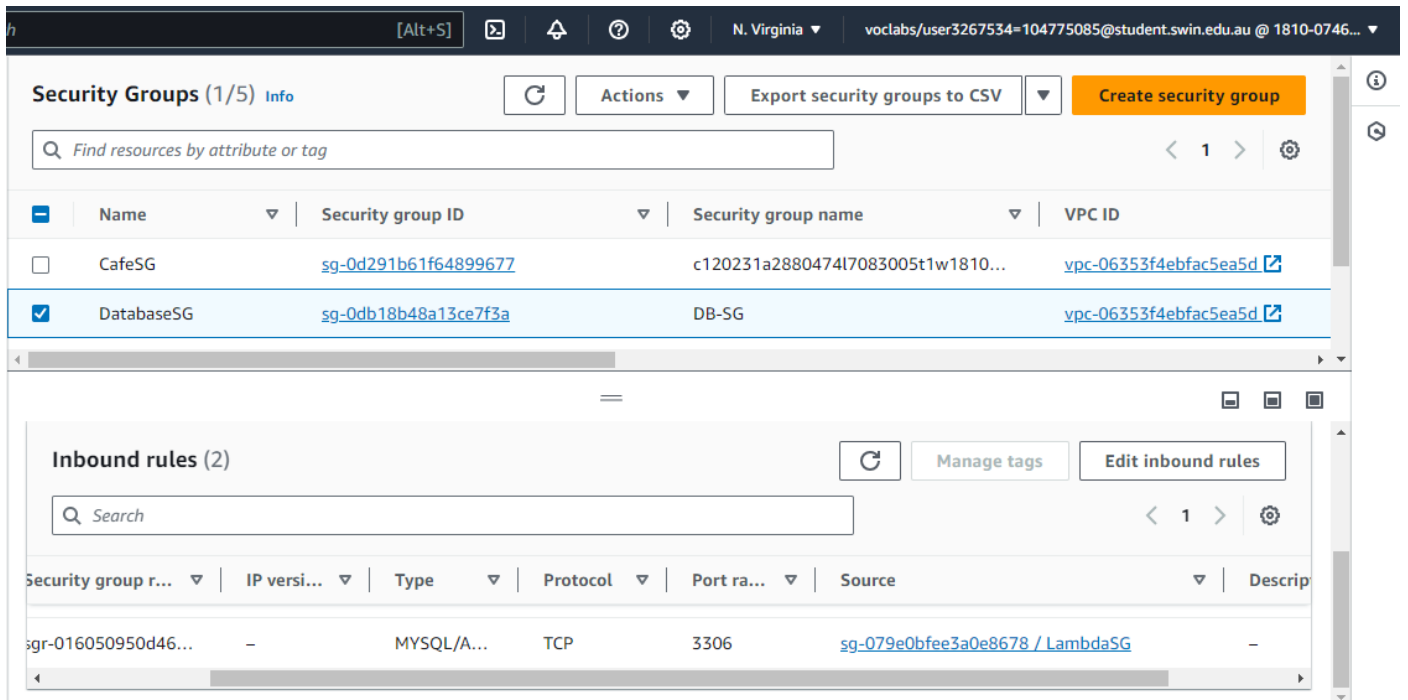 h [Alt+S] N. Virginia ▼ voclabs/user3267534=104775085@student.swin.edu.au @ 1810-0746... ▼
Security Groups (1/5) Info Actions ▼ Export security groups to CSV ▼ Create security group
Find resources by attribute or tag < 1 >
Name Security group ID Security group name VPC ID
CafeSG sg-0d291b61f64899677 c120231a2880474l7083005t1w1810... vpc-06353f4ebfac5ea5d
DatabaseSG sg-0db18b48a13ce7f3a DB-SG vpc-06353f4ebfac5ea5d
Inbound rules (2) Manage tags Edit inbound rules
Search < 1 >
Security group r... IP versi... Type Protocol Port ra... Source Descrip
sgr-016050950d46... – MYSQL/A... TCP 3306 sg-079e0bfee3a0e8678 / LambdaSG –